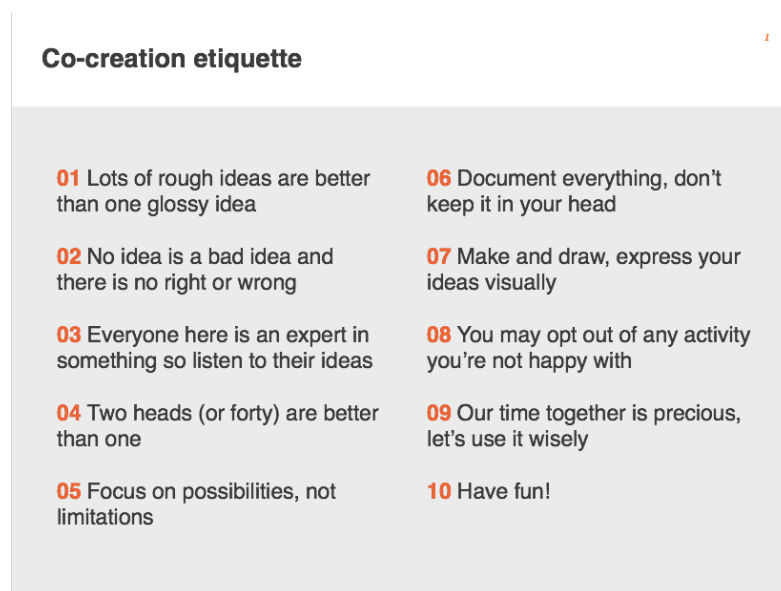 1
Co-creation etiquette
01 Lots of rough ideas are better
than one glossy idea
02 No idea is a bad idea and
there is no right or wrong
03 Everyone here is an expert in
something so listen to their ideas
04 Two heads (or forty) are better
than one
05 Focus on possibilities, not
limitations
06 Document everything, don’t
keep it in your head
07 Make and draw, express your
ideas visually
08 You may opt out of any activity
you’re not happy with
09 Our time together is precious,
let’s use it wisely
10 Have fun!